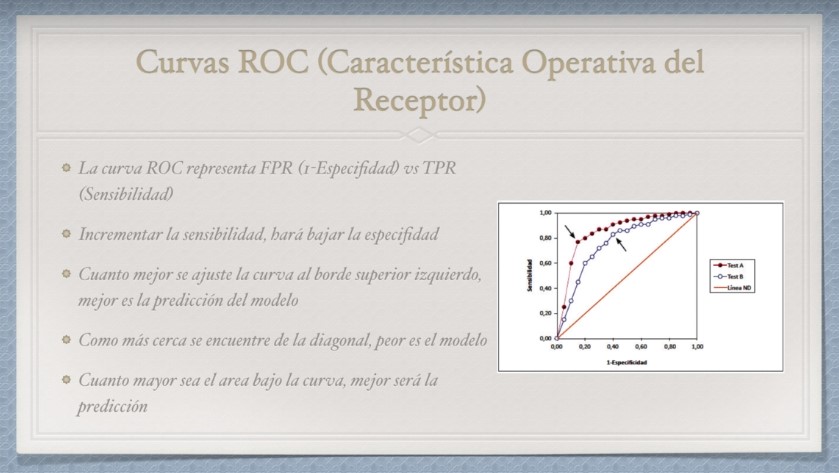 Curvas ROC (Característica Operativa del
Receptor)
La curva ROC representa FPR (1-Especifidad) vs TPR
(Sensibilidad)
Incrementar la sensibilidad, hará bajar la especifidad
Cuanto mejor se ajuste la curva al borde superior izquierdo,
mejor es la predicción del modelo
Como más cerca se encuentre de la diagonal, peor es el modelo
Cuanto mayor sea el area bajo la curva, mejor será la
predicción
1,00
0,80
0,60
0,40
0,20
0,00
Sensibilidad
0,00 0,20 0,40 0,60 0,80 1,00
1-Especificidad
Test A
Test B
Línea ND